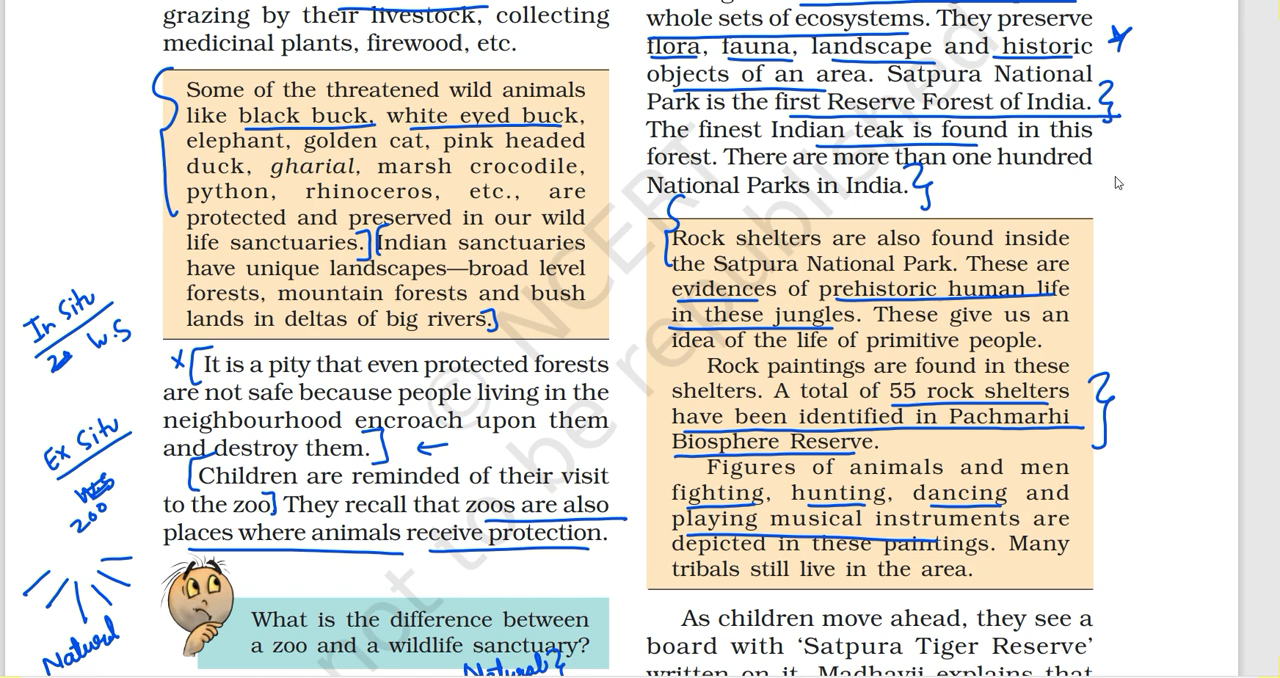 grazing by their livestock, collecting
medicinal plants, firewood, etc.
Some of the threatened wild animals
like black buck, white eyed buck,
elephant, golden cat, pink headed
duck, gharial, marsh crocodile,
python, rhinoceros, etc., are
protected and preserved in our wild
life sanctuaries. Indian sanctuaries
have unique landscapes—broad level
forests, mountain forests and bush
lands in deltas of big rivers.
In Situ
W.S
It is a pity that even protected forests
are not safe because people living in the
neighbourhood encroach upon them
and destroy them.
Ex Situ
zoo
Children are reminded of their visit
to the zoo. They recall that zoos are also
places where animals receive protection.
Natural
What is the difference between
a zoo and a wildlife sanctuary?
Natural
whole sets of ecosystems. They preserve
flora, fauna, landscape and historic
objects of an area. Satpura National
Park is the first Reserve Forest of India.
The finest Indian teak is found in this
forest. There are more than one hundred
National Parks in India.
Rock shelters are also found inside
the Satpura National Park. These are
evidences of prehistoric human life
in these jungles. These give us an
idea of the life of primitive people.
Rock paintings are found in these
shelters. A total of 55 rock shelters
have been identified in Pachmarhi
Biosphere Reserve.
Figures of animals and men
fighting, hunting, dancing and
playing musical instruments are
depicted in these paintings. Many
tribals still live in the area.
As children move ahead, they see a
board with ‘Satpura Tiger Reserve’
written on it. Madhavji explains that
© NCERT
not to be republished